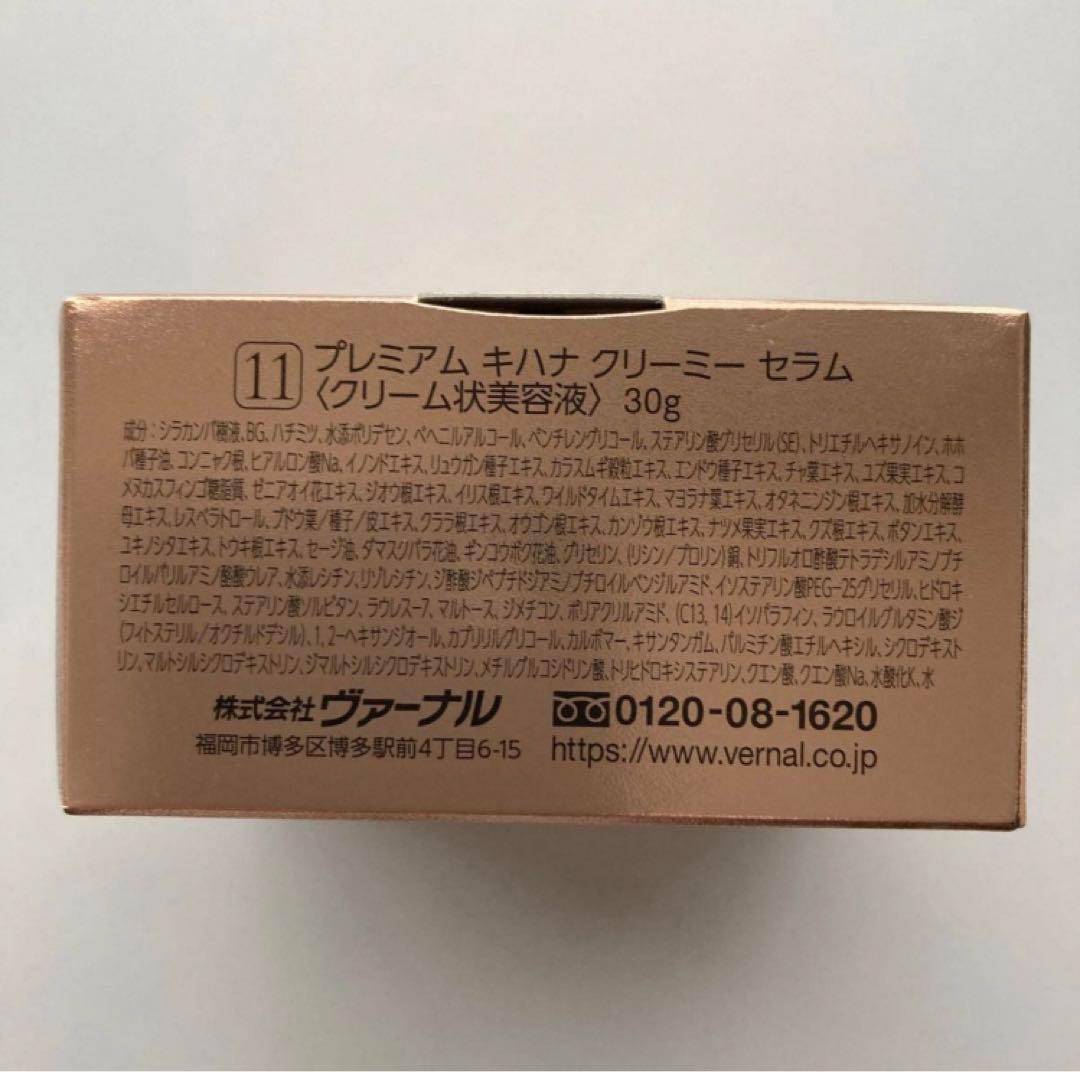 11 プレミアム キハナ クリーミー セラム
〈クリーム状美容液〉 30g
成分：シラカンバ樹液、BG、ハチミツ、水添ポリデセン、ベヘニルアルコール、ペンチレングリコール、ステアリン酸グリセリル(SE)、トリエチルヘキサノイン、ホホ
バ種子油、コンニャク根、ヒアルロン酸Na、イノンドエキス、リュウガン種子エキス、カラスムギ穀粒エキス、エンドウ種子エキス、チャ葉エキス、ユズ果実エキス、コ
メヌカスフィンゴ糖脂質、ゼニアオイ花エキス、ジオウ根エキス、イリス根エキス、ワイルドタイムエキス、マヨラナ葉エキス、オタネニンジン根エキス、加水分解酵
母エキス、レスベラトロール、ブドウ葉/種子/皮エキス、クララ根エキス、オウゴン根エキス、カンゾウ根エキス、ナツメ果実エキス、クズ根エキス、ボタンエキス、
ユキノシタエキス、トウキ根エキス、セージ油、ダマスクバラ花油、ギンコウボク花油、グリセリン、(リシン/プロリン)銅、トリフルオロ酢酸テトラデシルアミノブチ
ロイルバリルアミノ酪酸ウレア、水添レシチン、リゾレシチン、ジ酢酸ジペプチドジアミノブチロイルベンジルアミド、イソステアリン酸PEG-25グリセリル、ヒドロキ
シエチルセルロース、ステアリン酸ソルビタン、ラウレス-7、マルトース、ジメチコン、ポリアクリルアミド、(C13, 14)イソパラフィン、ラウロイルグルタミン酸ジ
(フィトステリル/オクチルドデシル)、1, 2-ヘキサンジオール、カプリリルグリコール、カルボマー、キサンタンガム、パルミチン酸エチルヘキシル、シクロデキスト
リン、マルトシルシクロデキストリン、ジマルトシルシクロデキストリン、メチルグルコシドリン酸、トリヒドロキシステアリン、クエン酸、クエン酸Na、水酸化K、水
株式会社ヴァーナル 0120-08-1620
福岡市博多区博多駅前4丁目6-15 https://www.vernal.co.jp